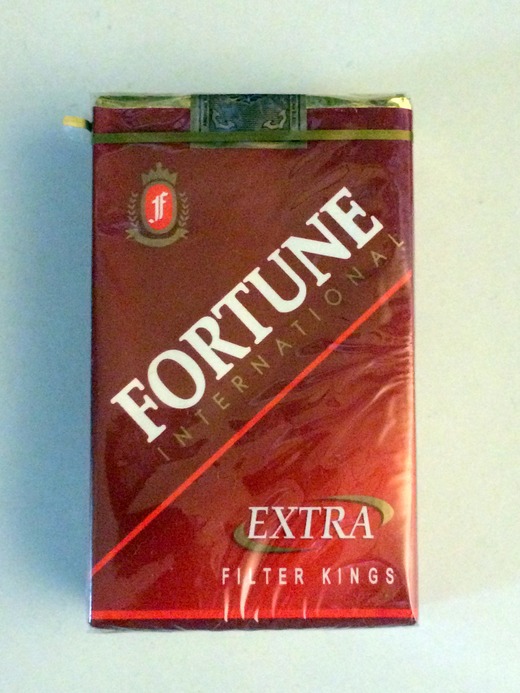 f
FORTUNE
INTERNATIONAL
EXTRA
FILTER KINGS